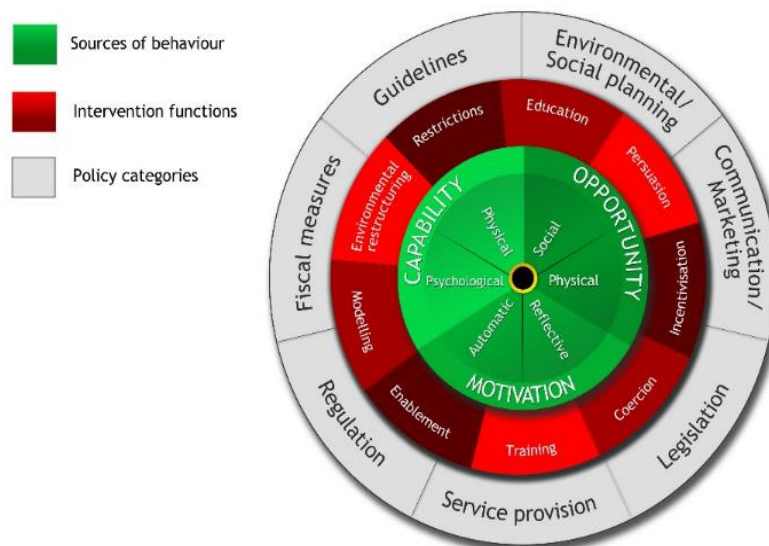 Sources of behaviour
Intervention functions
Policy categories
Guidelines
Environmental/
Social planning
Communication/
Marketing
Legislation
Service provision
Regulation
Fiscal measures
Restrictions
Education
Persuasion
Incentivisation
Coercion
Training
Enablement
Modelling
Environmental
restructuring
CAPABILITY
OPPORTUNITY
MOTIVATION
Physical
Social
Physical
Reflective
Automatic
Psychological